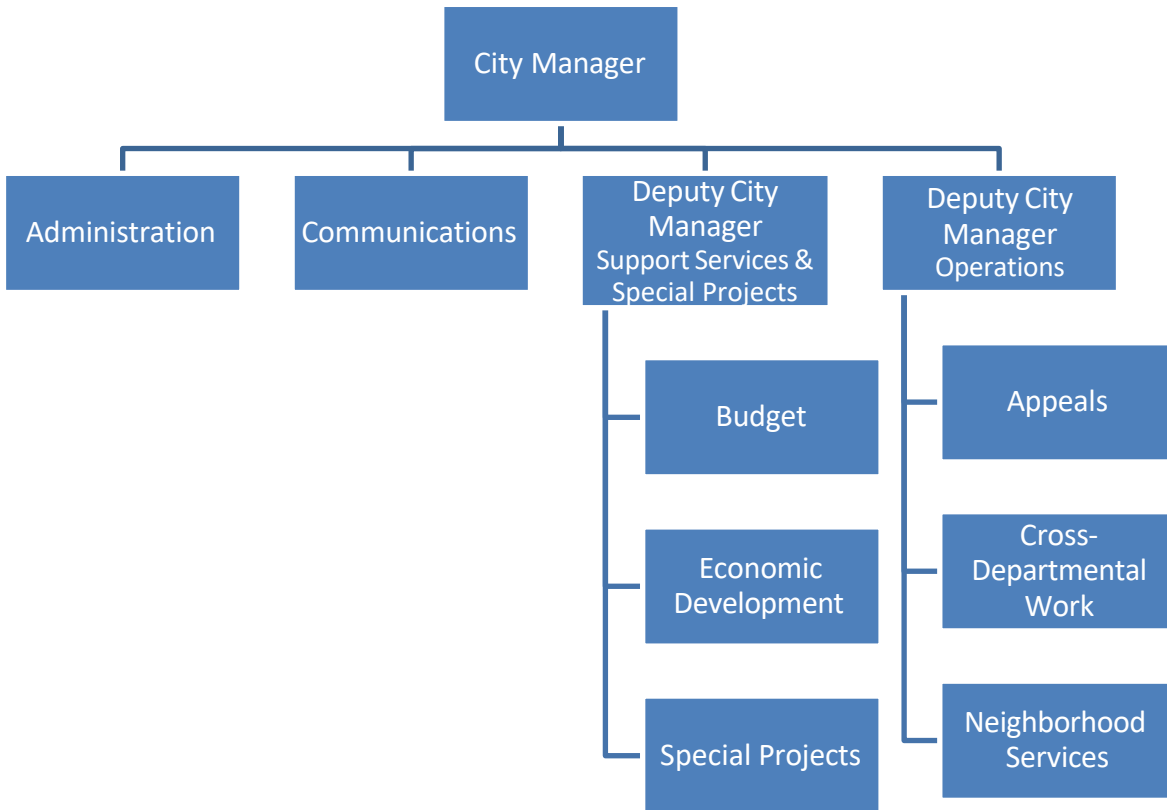 City Manager
Administration
Communications
Deputy City
Manager
Support Services &
Special Projects
Deputy City
Manager
Operations
Budget
Economic
Development
Special Projects
Appeals
Cross-
Departmental
Work
Neighborhood
Services